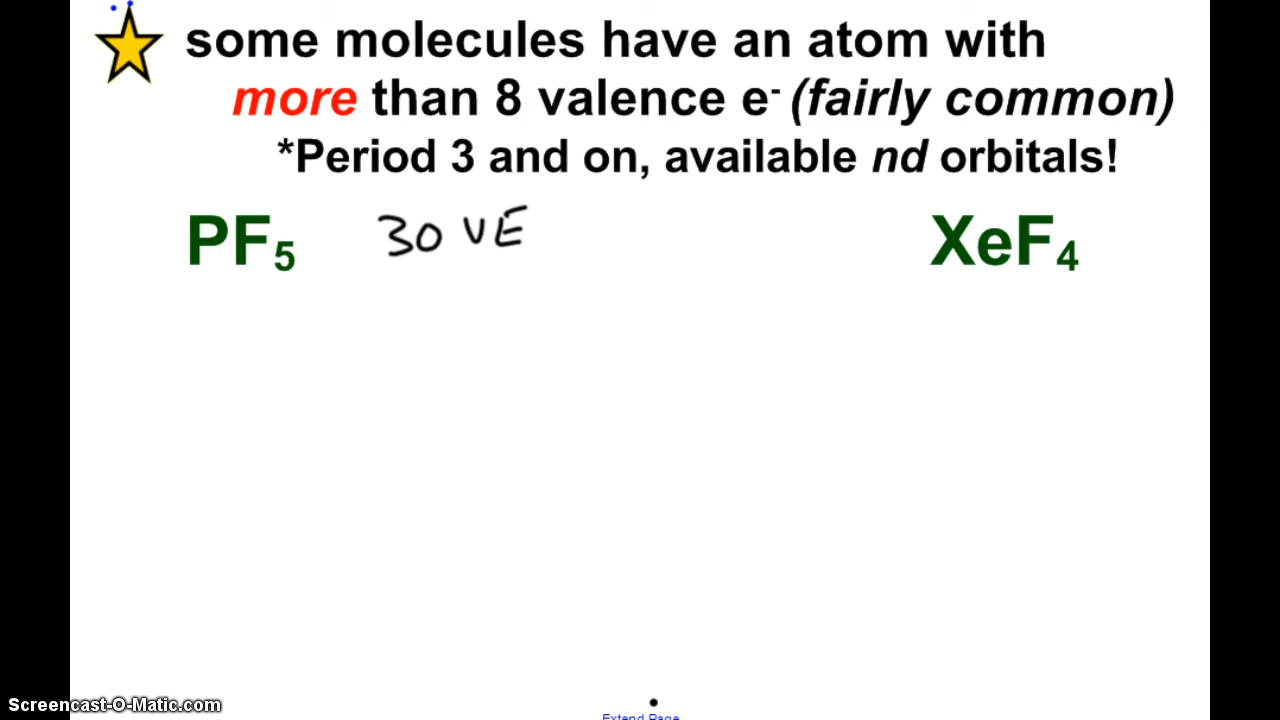 some molecules have an atom with
more than 8 valence e⁻ (fairly common)
*Period 3 and on, available nd orbitals!
PF₅ 30 VE XeF₄
Screencast-O-Matic.com
Extend Page